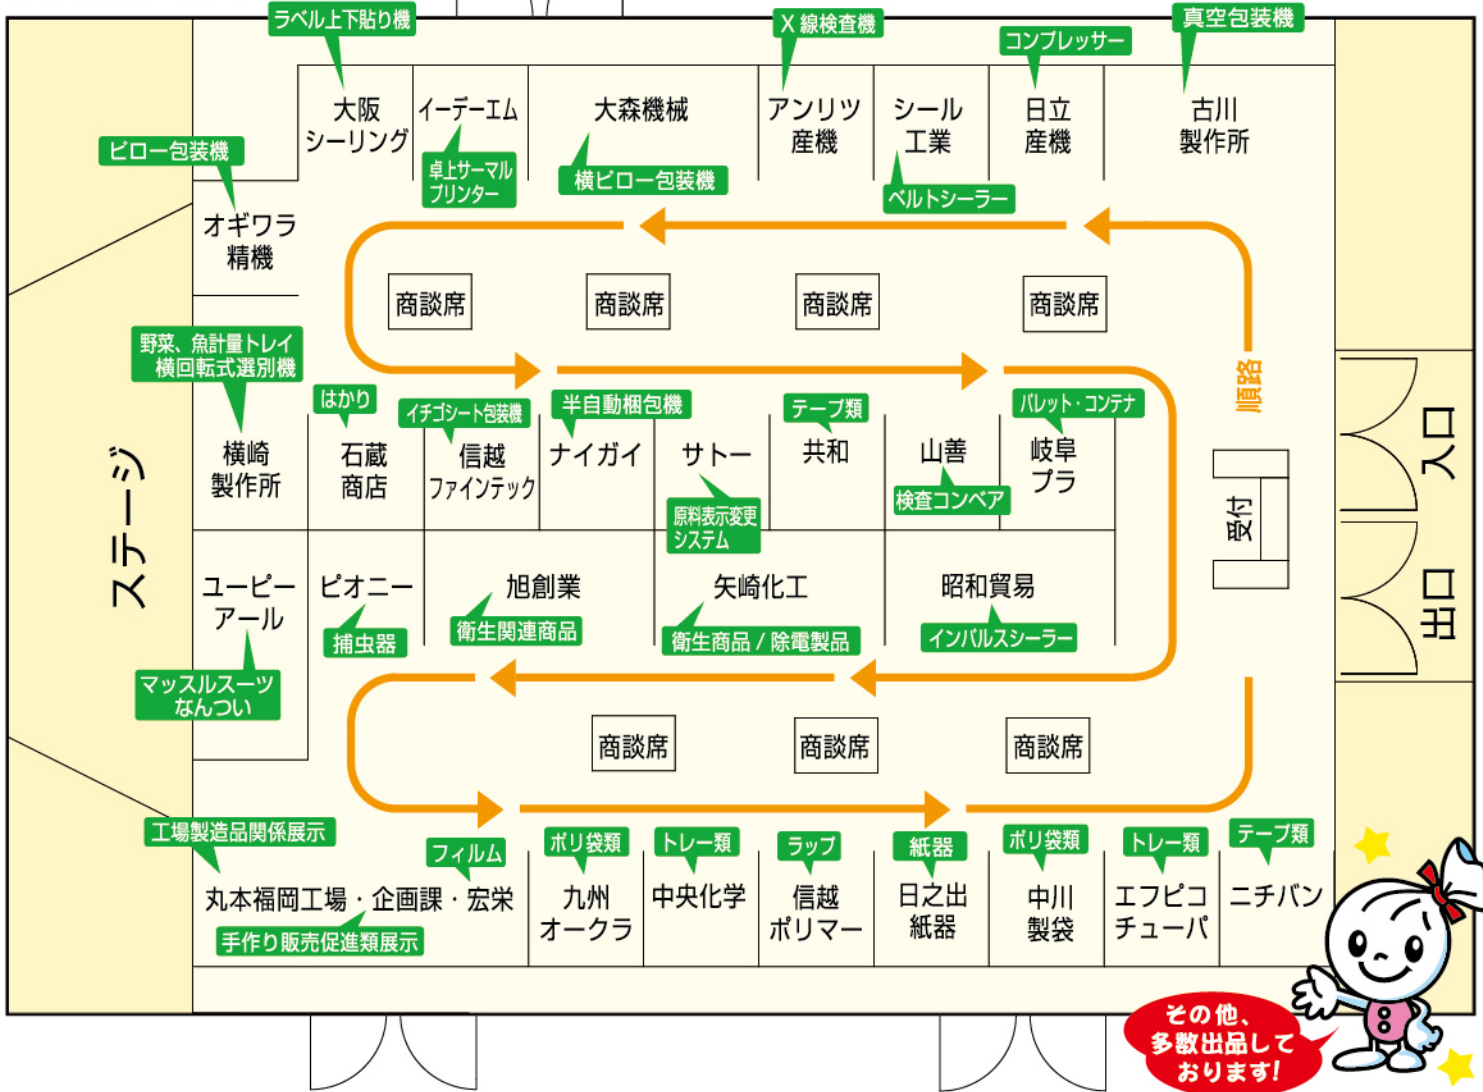 ラベル上下貼り機
X 線検査機
コンプレッサー
真空包装機
大阪
シーリング
イーデーエム
卓上サーマル
プリンター
大森機械
横ピロー包装機
アンリツ
産機
シール
工業
ベルトシーラー
日立
産機
古川
製作所
ピロー包装機
オギワラ
精機
商談席
商談席
商談席
商談席
順路
野菜、魚計量トレイ
横回転式選別機
はかり
イチゴシート包装機
半自動梱包機
テープ類
パレット・コンテナ
横崎
製作所
石蔵
商店
信越
ファインテック
ナイガイ
サトー
原料表示変更
システム
共和
山善
検査コンベア
岐阜
プラ
受付
入口
出口
ステージ
ユーピー
アール
マッスルスーツ
なんつい
ピオニー
捕虫器
旭創業
衛生関連商品
矢崎化工
衛生商品 / 除電製品
昭和貿易
インパルスシーラー
商談席
商談席
商談席
工場製造品関係展示
フィルム
ポリ袋類
トレー類
ラップ
紙器
ポリ袋類
トレー類
テープ類
丸本福岡工場・企画課・宏栄
手作り販売促進類展示
九州
オークラ
中央化学
信越
ポリマー
日之出
紙器
中川
製袋
エフピコ
チューパ
ニチバン
その他、
多数出品して
おります!